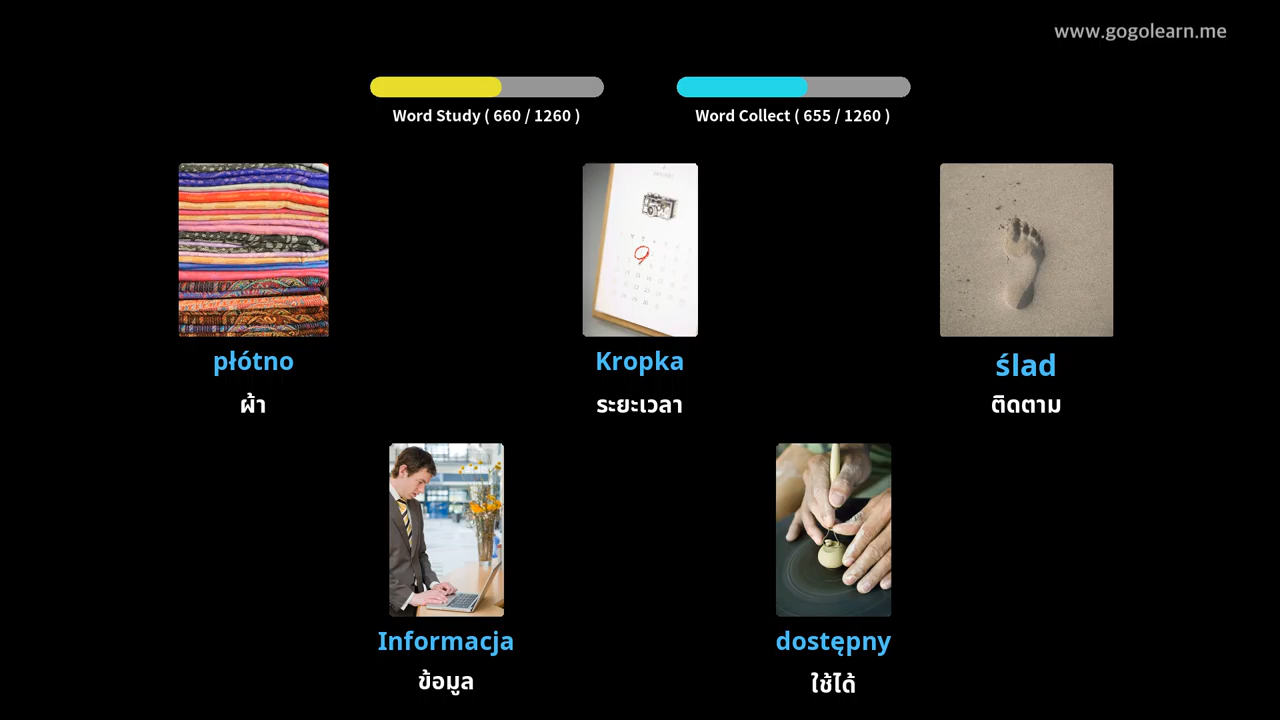 www.gogolearn.me
Word Study ( 660 / 1260 )
Word Collect ( 655 / 1260 )
płótno
Kropka
ślad
ผ้า
ระยะเวลา
ติดตาม
9
Informacja
dostępny
ข้อมูล
ใช้ได้